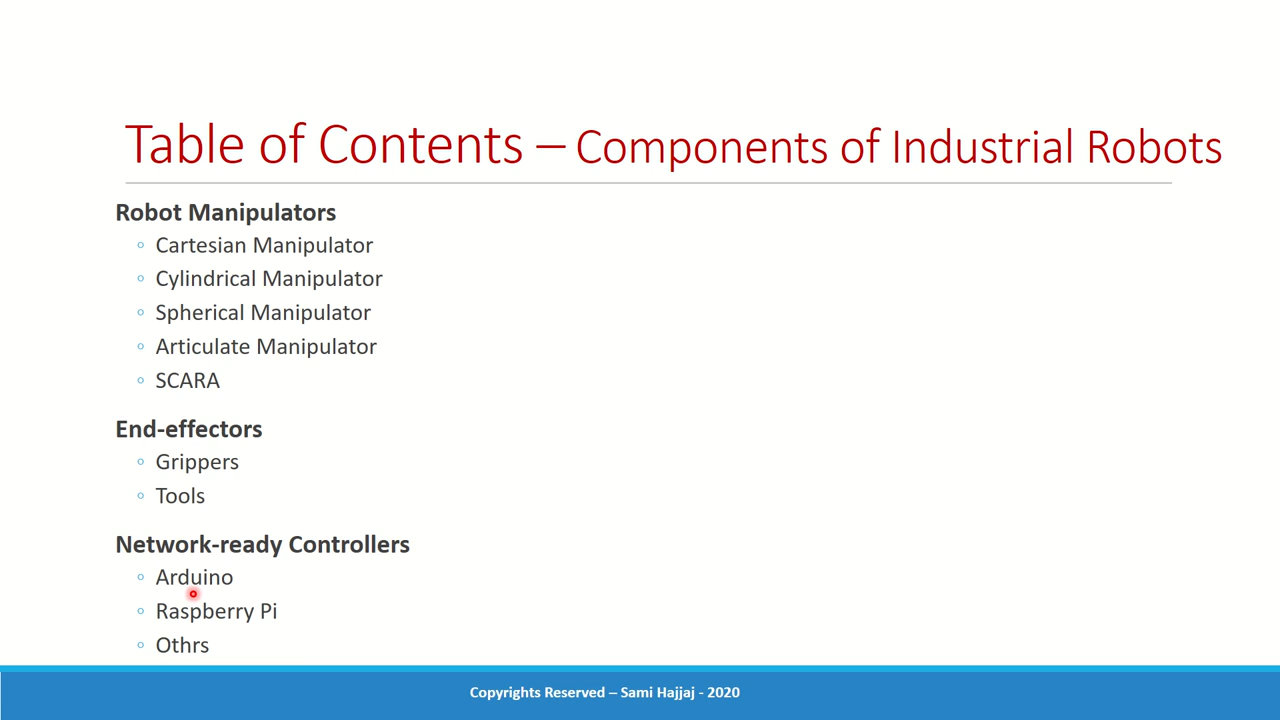 Table of Contents – Components of Industrial Robots
Robot Manipulators
Cartesian Manipulator
Cylindrical Manipulator
Spherical Manipulator
Articulate Manipulator
SCARA
End-effectors
Grippers
Tools
Network-ready Controllers
Arduino
Raspberry Pi
Othrs
Copyrights Reserved – Sami Hajjaj - 2020